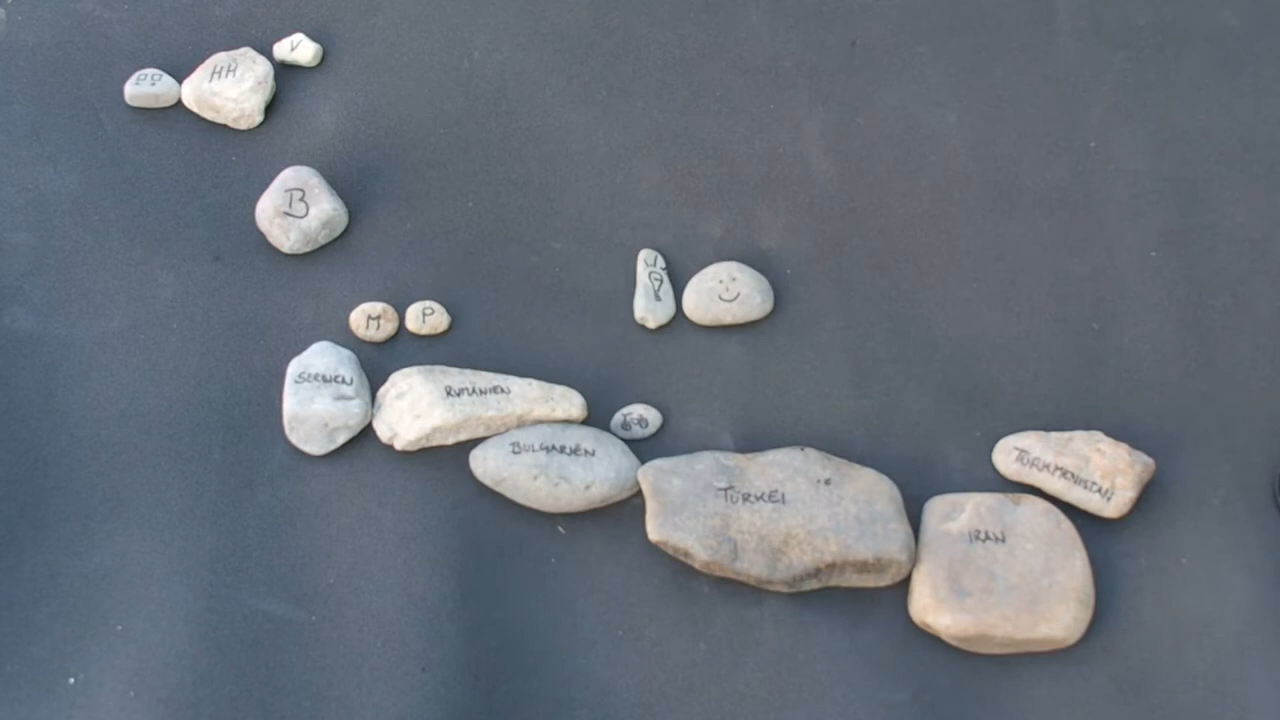 V
HH
B
M
P
SERBIEN
RUMÄNIEN
BULGARIEN
TÜRKEI
TURKMENISTAN
IRAN